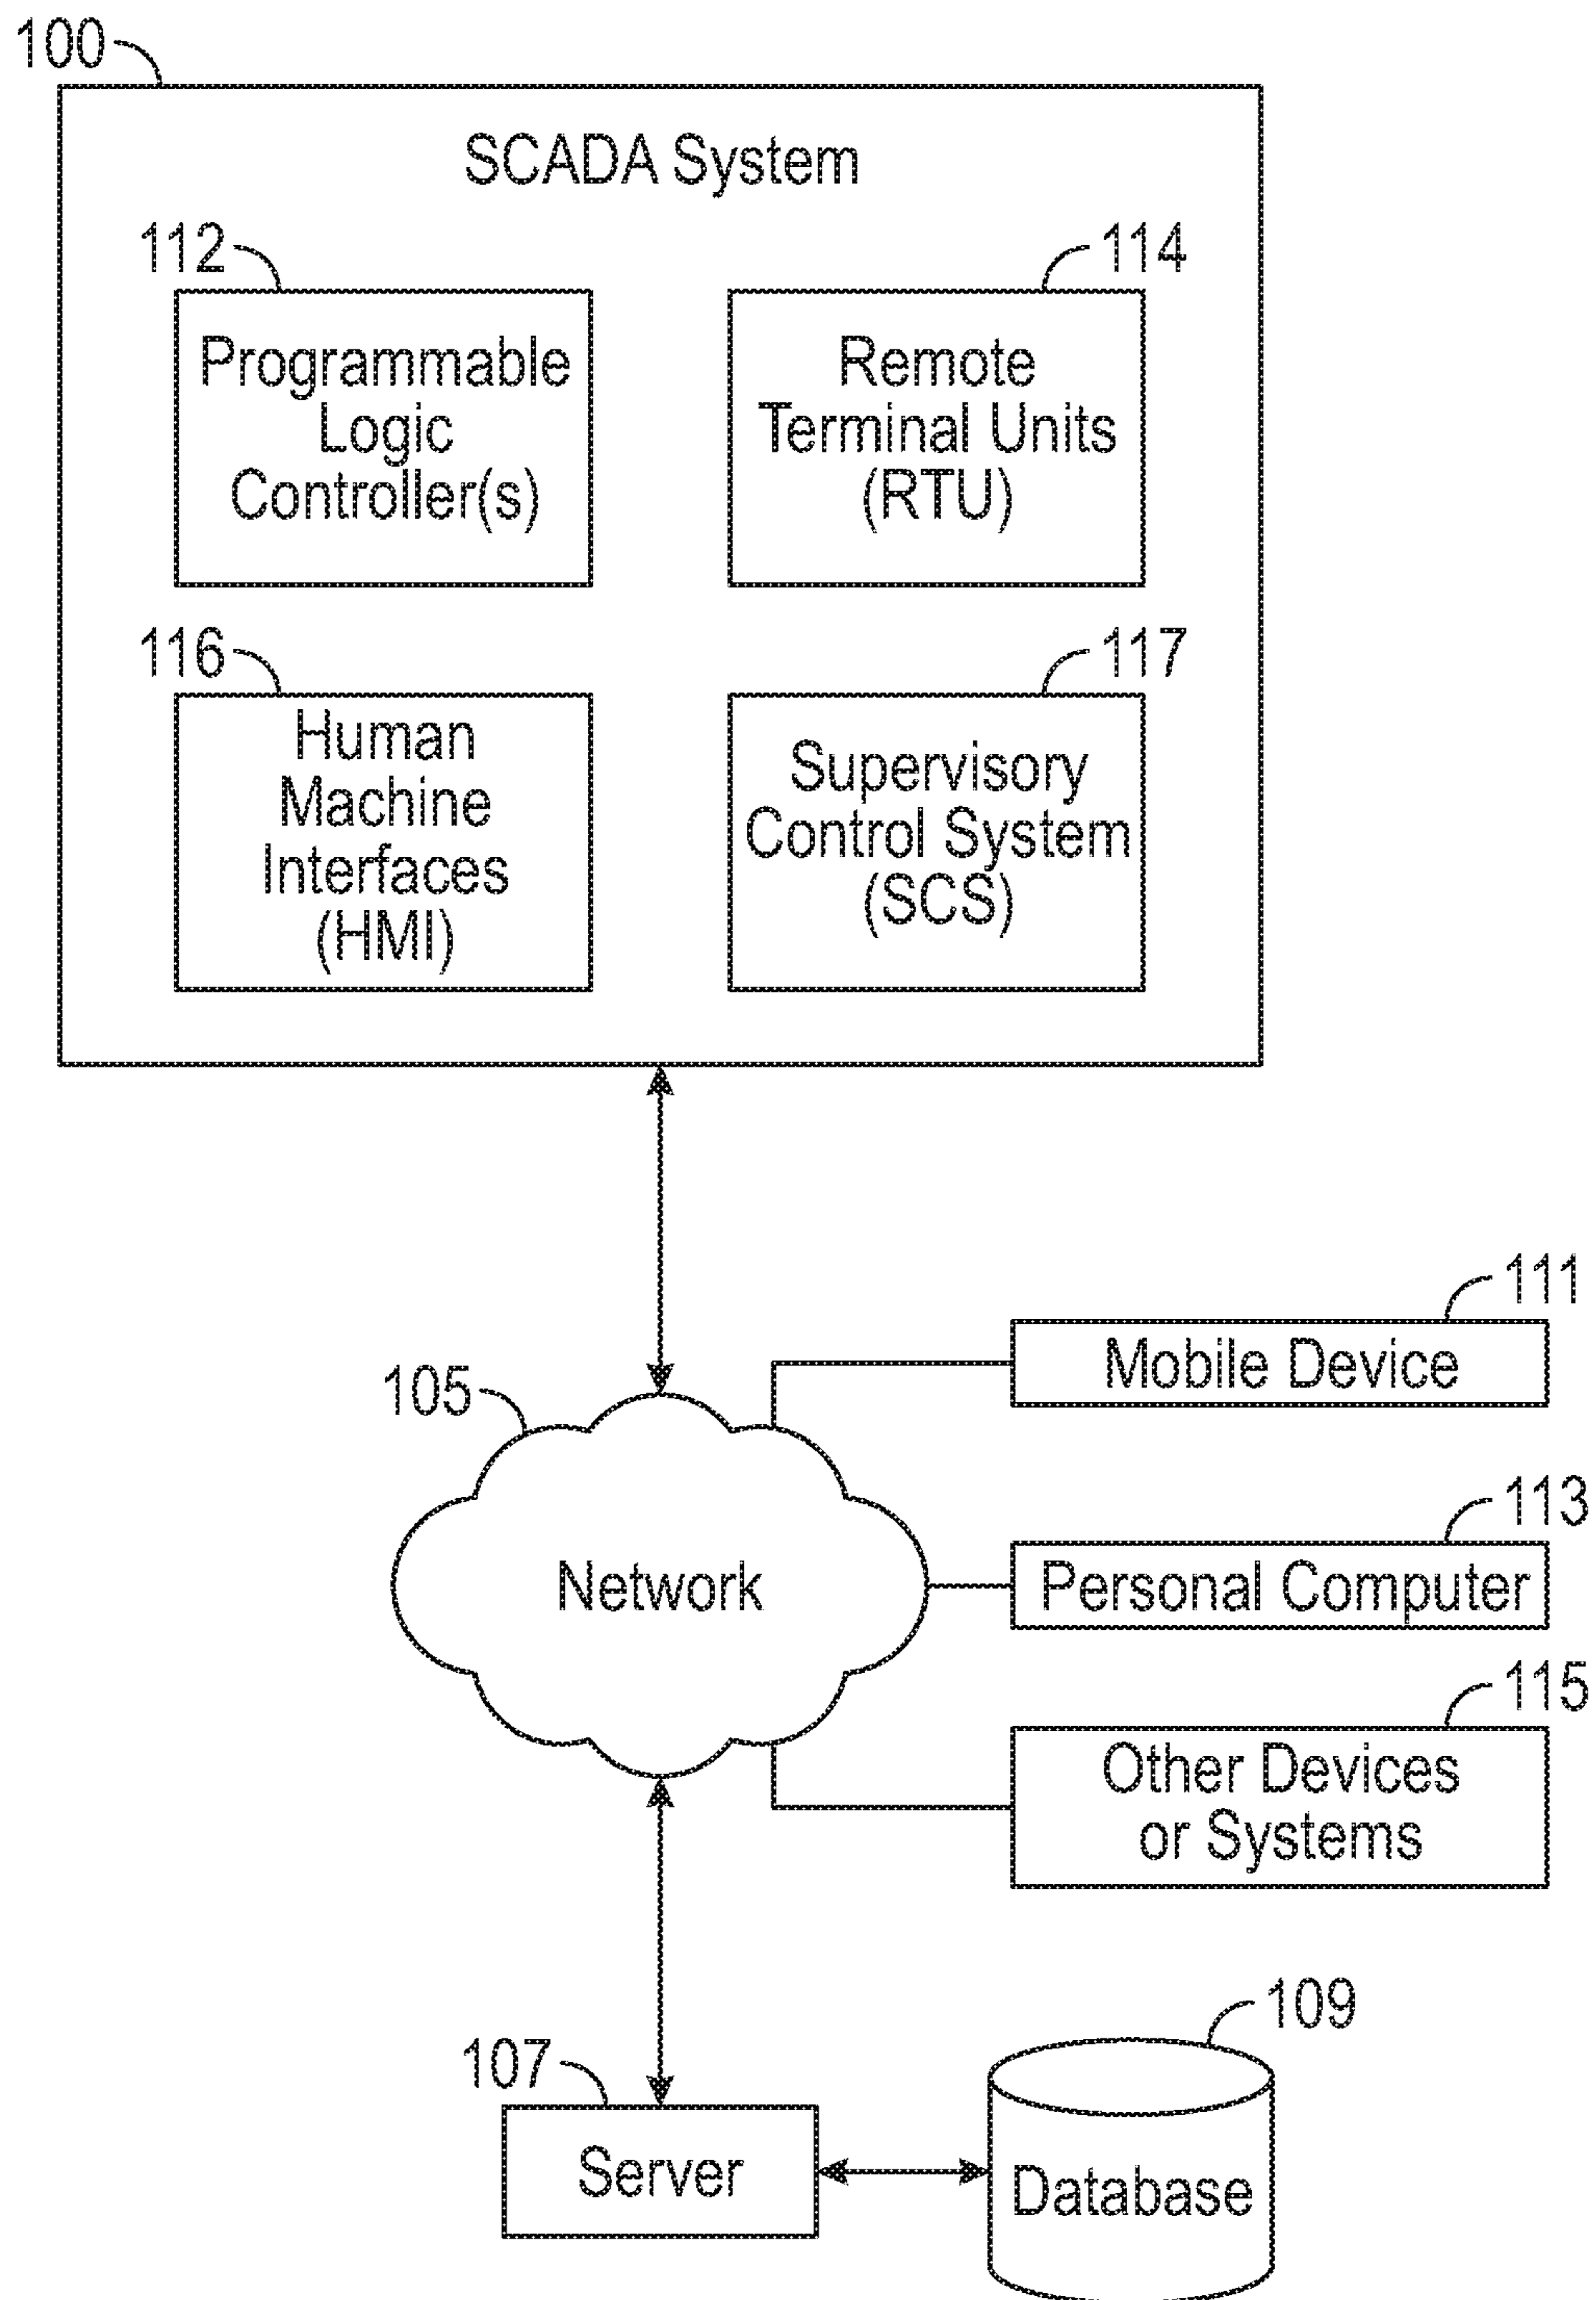 100
SCADA System
112
114
Programmable
Logic
Controller(s)
Remote
Terminal Units
(RTU)
116
117
Human
Machine
Interfaces
(HMI)
Supervisory
Control System
(SCS)
111
Mobile Device
105
113
Network
Personal Computer
115
Other Devices
or Systems
109
107
Server
Database